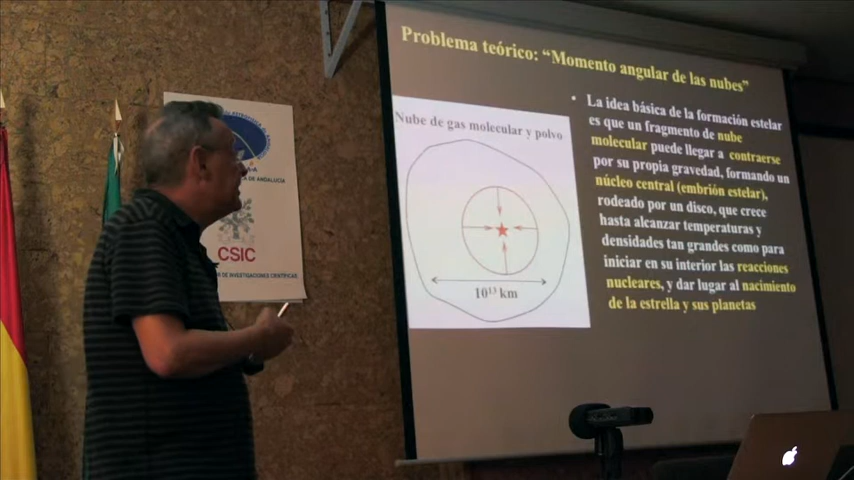 Problema teórico: “Momento angular de las nubes”
Nube de gas molecular y polvo
10¹³ km
• La idea básica de la formación estelar
es que un fragmento de nube
molecular puede llegar a contraerse
por su propia gravedad, formando un
núcleo central (embrión estelar),
rodeado por un disco, que crece
hasta alcanzar temperaturas y
densidades tan grandes como para
iniciar en su interior las reacciones
nucleares, y dar lugar al nacimiento
de la estrella y sus planetas
DE ANDALUCÍA
CSIC
DE INVESTIGACIONES CIENTÍFICAS